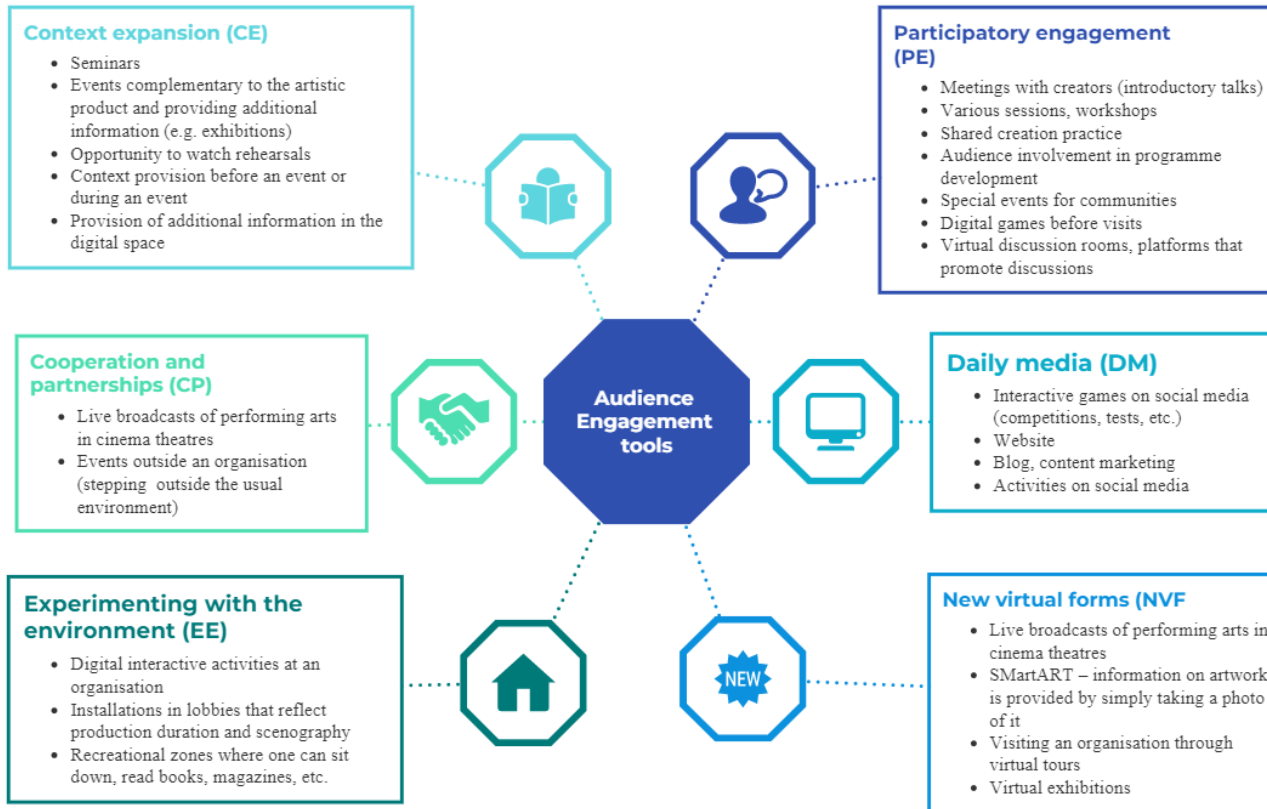 Context expansion (CE)
• Seminars
• Events complementary to the artistic
product and providing additional
information (e.g. exhibitions)
• Opportunity to watch rehearsals
• Context provision before an event or
during an event
• Provision of additional information in the
digital space
Participatory engagement
(PE)
• Meetings with creators (introductory talks)
• Various sessions, workshops
• Shared creation practice
• Audience involvement in programme
development
• Special events for communities
• Digital games before visits
• Virtual discussion rooms, platforms that
promote discussions
Cooperation and
partnerships (CP)
• Live broadcasts of performing arts
in cinema theatres
• Events outside an organisation
(stepping outside the usual
environment)
Audience
Engagement
tools
Daily media (DM)
• Interactive games on social media
(competitions, tests, etc.)
• Website
• Blog, content marketing
• Activities on social media
Experimenting with the
environment (EE)
• Digital interactive activities at an
organisation
• Installations in lobbies that reflect
production duration and scenography
• Recreational zones where one can sit
down, read books, magazines, etc.
NEW
New virtual forms (NVF
• Live broadcasts of performing arts in
cinema theatres
• SMartART – information on artwork
is provided by simply taking a photo
of it
• Visiting an organisation through
virtual tours
• Virtual exhibitions